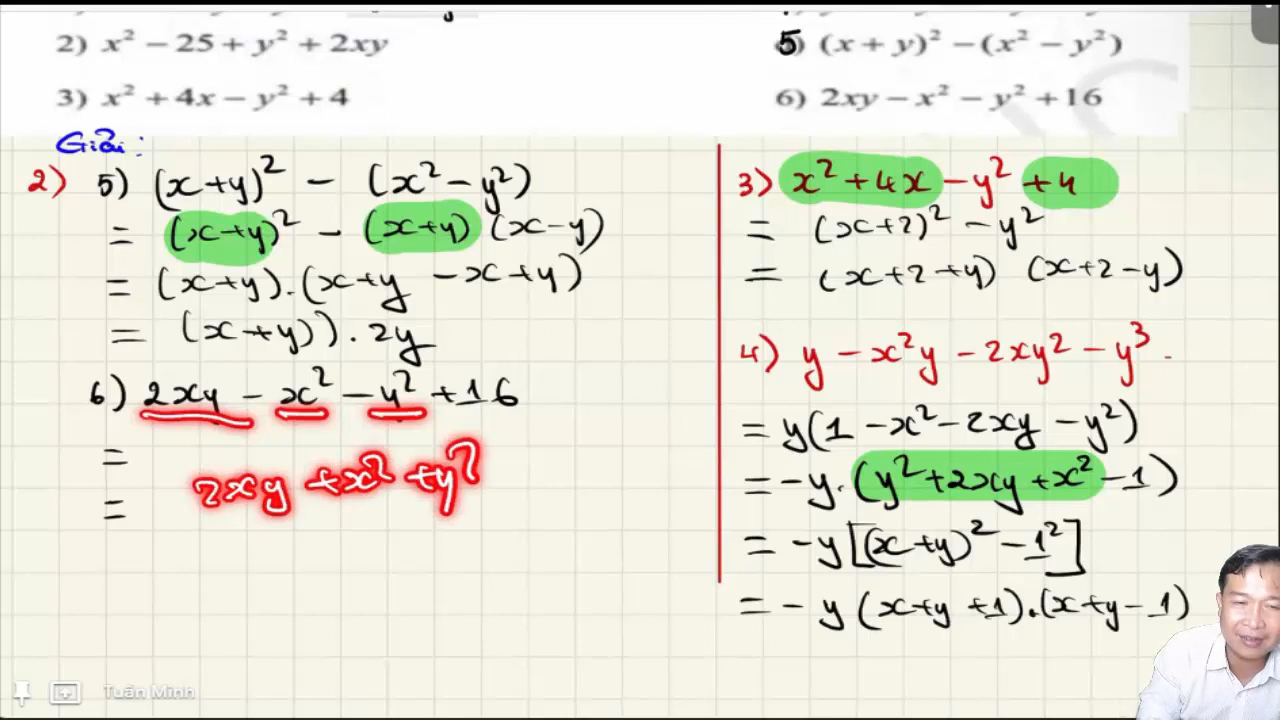 2) x² − 25 + y² + 2xy
3) x² + 4x − y² + 4
5) (x + y)² − (x² − y²)
6) 2xy − x² − y² + 16
Giải:
2) 5) (x+y)² − (x² − y²)
= (x+y)² − (x+y) (x−y)
= (x+y).(x+y −x+y)
= (x+y)).2y
6) 2xy − x² − y² +16
=
2xy +x² +y²
=
3) x² +4x −y² +4
= (x+2)² − y²
= (x+2+y) (x+2−y)
4) y − x²y − 2xy² − y³
= y(1 −x² −2xy −y²)
= −y.(y² +2xy +x² −1)
= −y[(x+y)² −1²]
= − y (x+y +1).(x+y −1)
Tuấn Minh